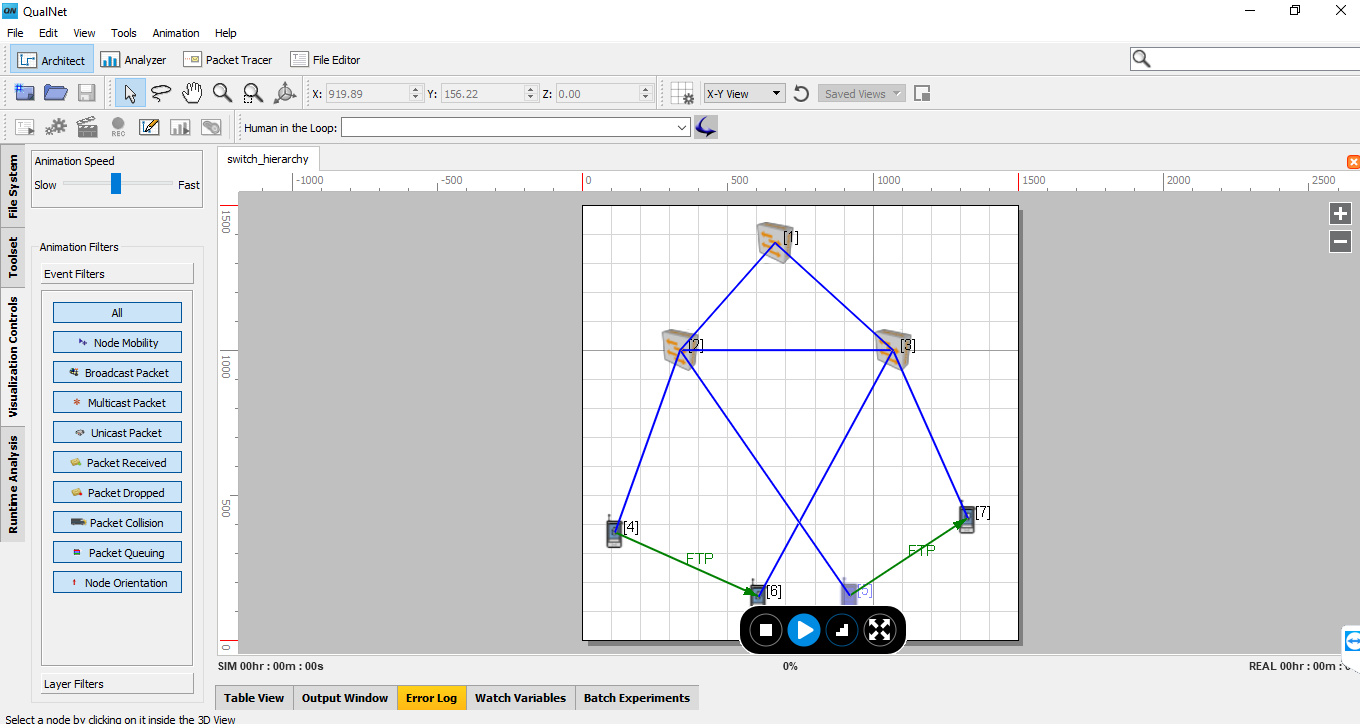 QualNet
File Edit View Tools Animation Help
Architect Analyzer Packet Tracer File Editor
X: 919.89 Y: 156.22 Z: 0.00 X-Y View Saved Views
REC Human in the Loop:
File System
Toolset
Visualization Controls
Runtime Analysis
Animation Speed
Slow Fast
Animation Filters
Event Filters
All
Node Mobility
Broadcast Packet
Multicast Packet
Unicast Packet
Packet Received
Packet Dropped
Packet Collision
Packet Queuing
Node Orientation
Layer Filters
switch_hierarchy
-1000 -500 0 500 1000 1500 2000 2500
1500
1000
500
0
[1]
[2] [3]
[4] [7]
FTP FTP
[6] [5]
SIM 00hr : 00m : 00s 0% REAL 00hr : 00m :
Table View Output Window Error Log Watch Variables Batch Experiments
Select a node by clicking on it inside the 3D View